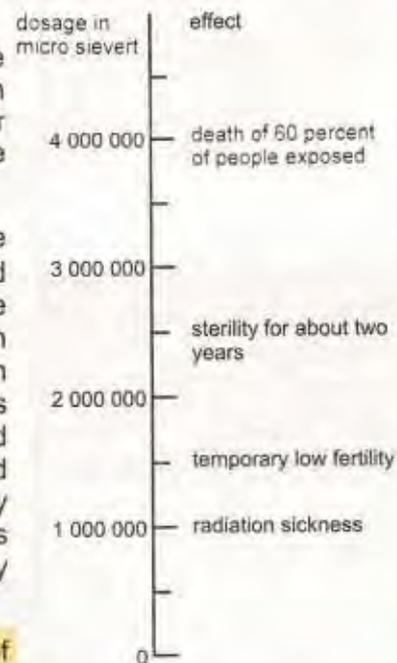 dosage in
micro sievert
effect
4 000 000
death of 60 percent
of people exposed
3 000 000
sterility for about two
years
2 000 000
temporary low fertility
1 000 000
radiation sickness
0
of